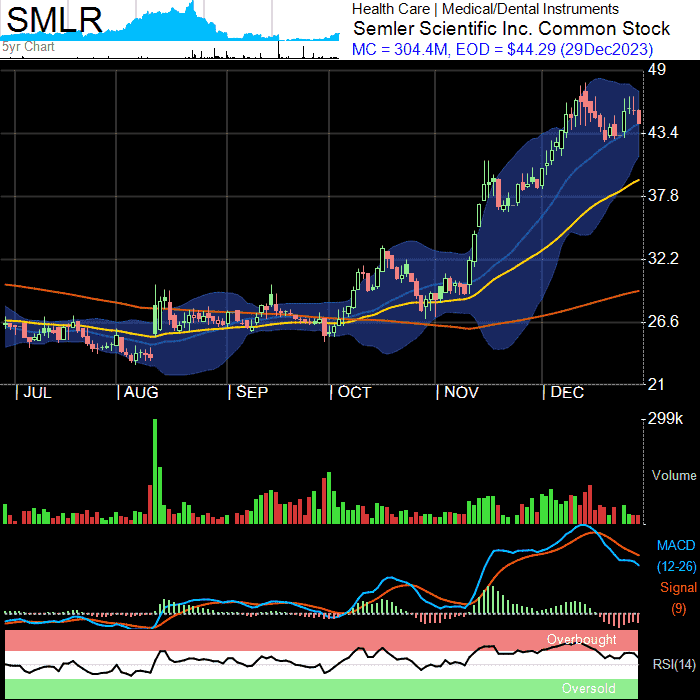 SMLR
5yr Chart
Health Care | Medical/Dental Instruments
Semler Scientific Inc. Common Stock
MC = 304.4M, EOD = $44.29 (29Dec2023)
49
43.4
37.8
32.2
26.6
21
| JUL | AUG | SEP | OCT | NOV | DEC
299k
Volume
MACD
(12-26)
Signal
(9)
Overbought
RSI(14)
Oversold